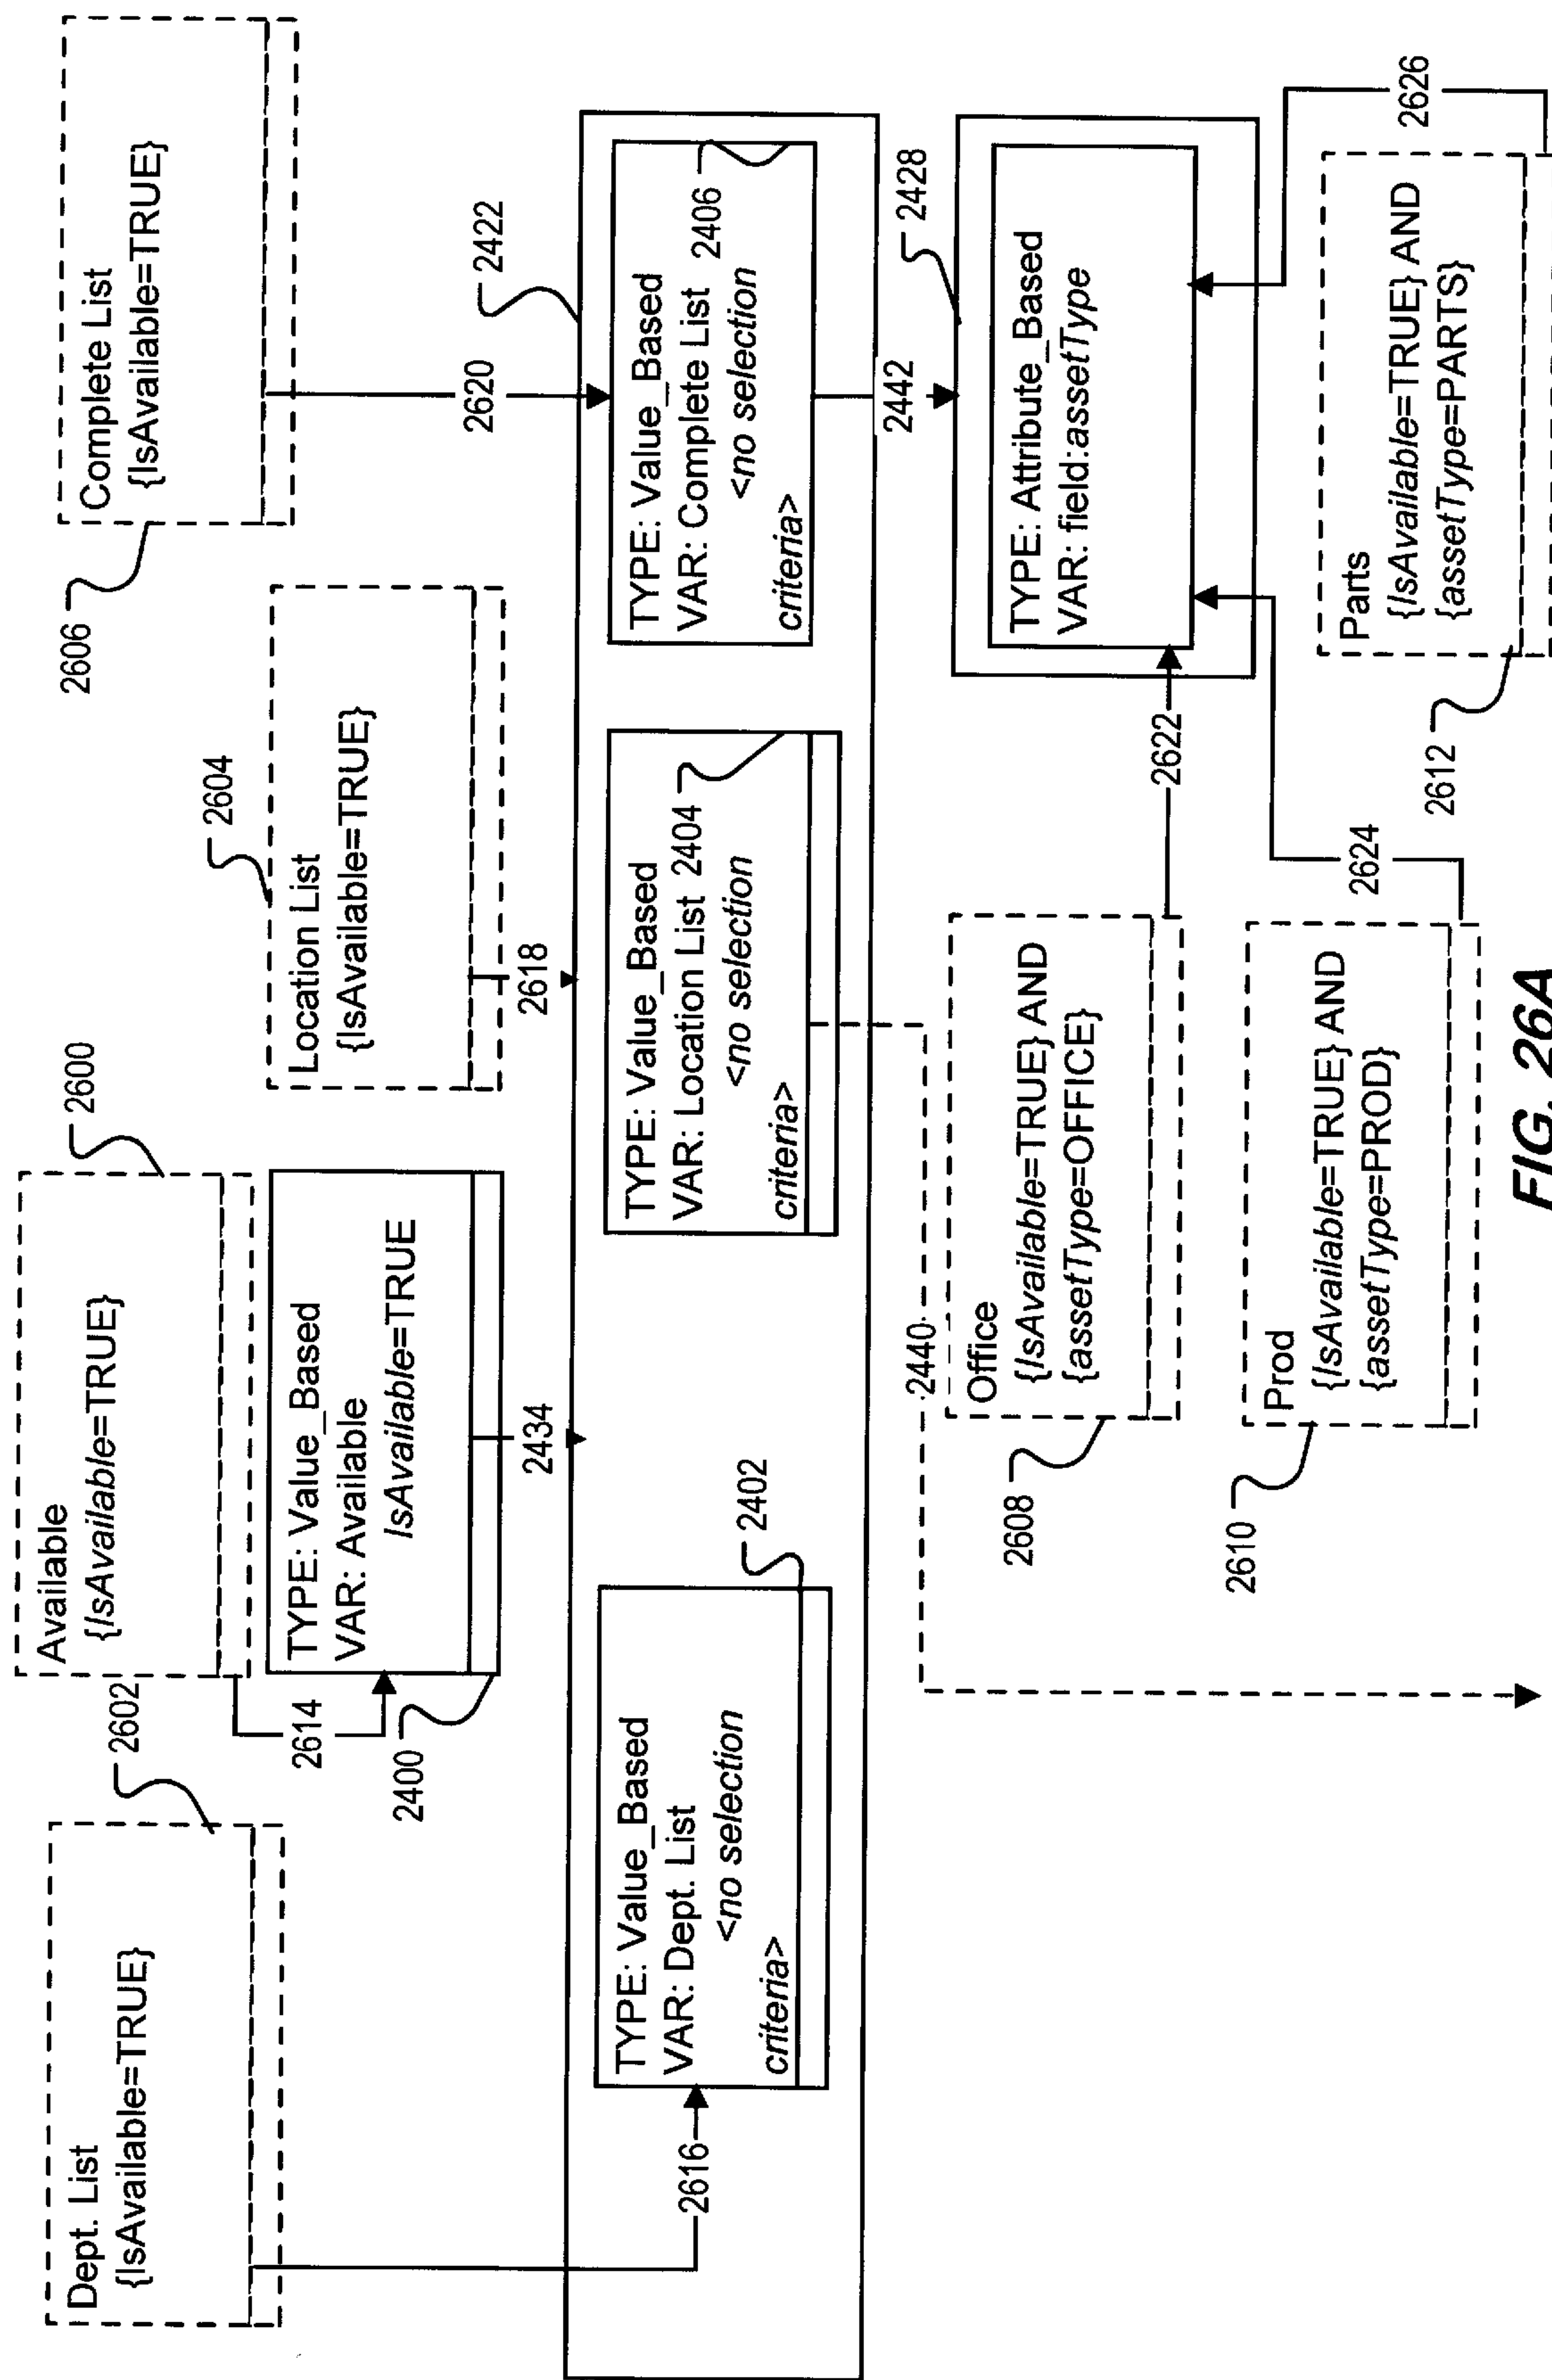 Dept. List
{IsAvailable=TRUE}
2602
Available
{IsAvailable=TRUE}
2600
2614
TYPE: Value_Based
VAR: Available
IsAvailable=TRUE
2400
2434
Location List
{IsAvailable=TRUE}
2604
2618
Complete List
{IsAvailable=TRUE}
2606
2620
2422
2616
TYPE: Value_Based
VAR: Dept. List
<no selection
criteria>
2402
TYPE: Value_Based
VAR: Location List 2404
<no selection
criteria>
TYPE: Value_Based
VAR: Complete List 2406
<no selection
criteria>
2440
2442
2428
TYPE: Attribute_Based
VAR: field:assetType
Office
{IsAvailable=TRUE} AND
{assetType=OFFICE}
2608
2622
Prod
{IsAvailable=TRUE} AND
{assetType=PROD}
2610
2624
Parts
{IsAvailable=TRUE} AND
{assetType=PARTS}
2612
2626
FIG. 26A